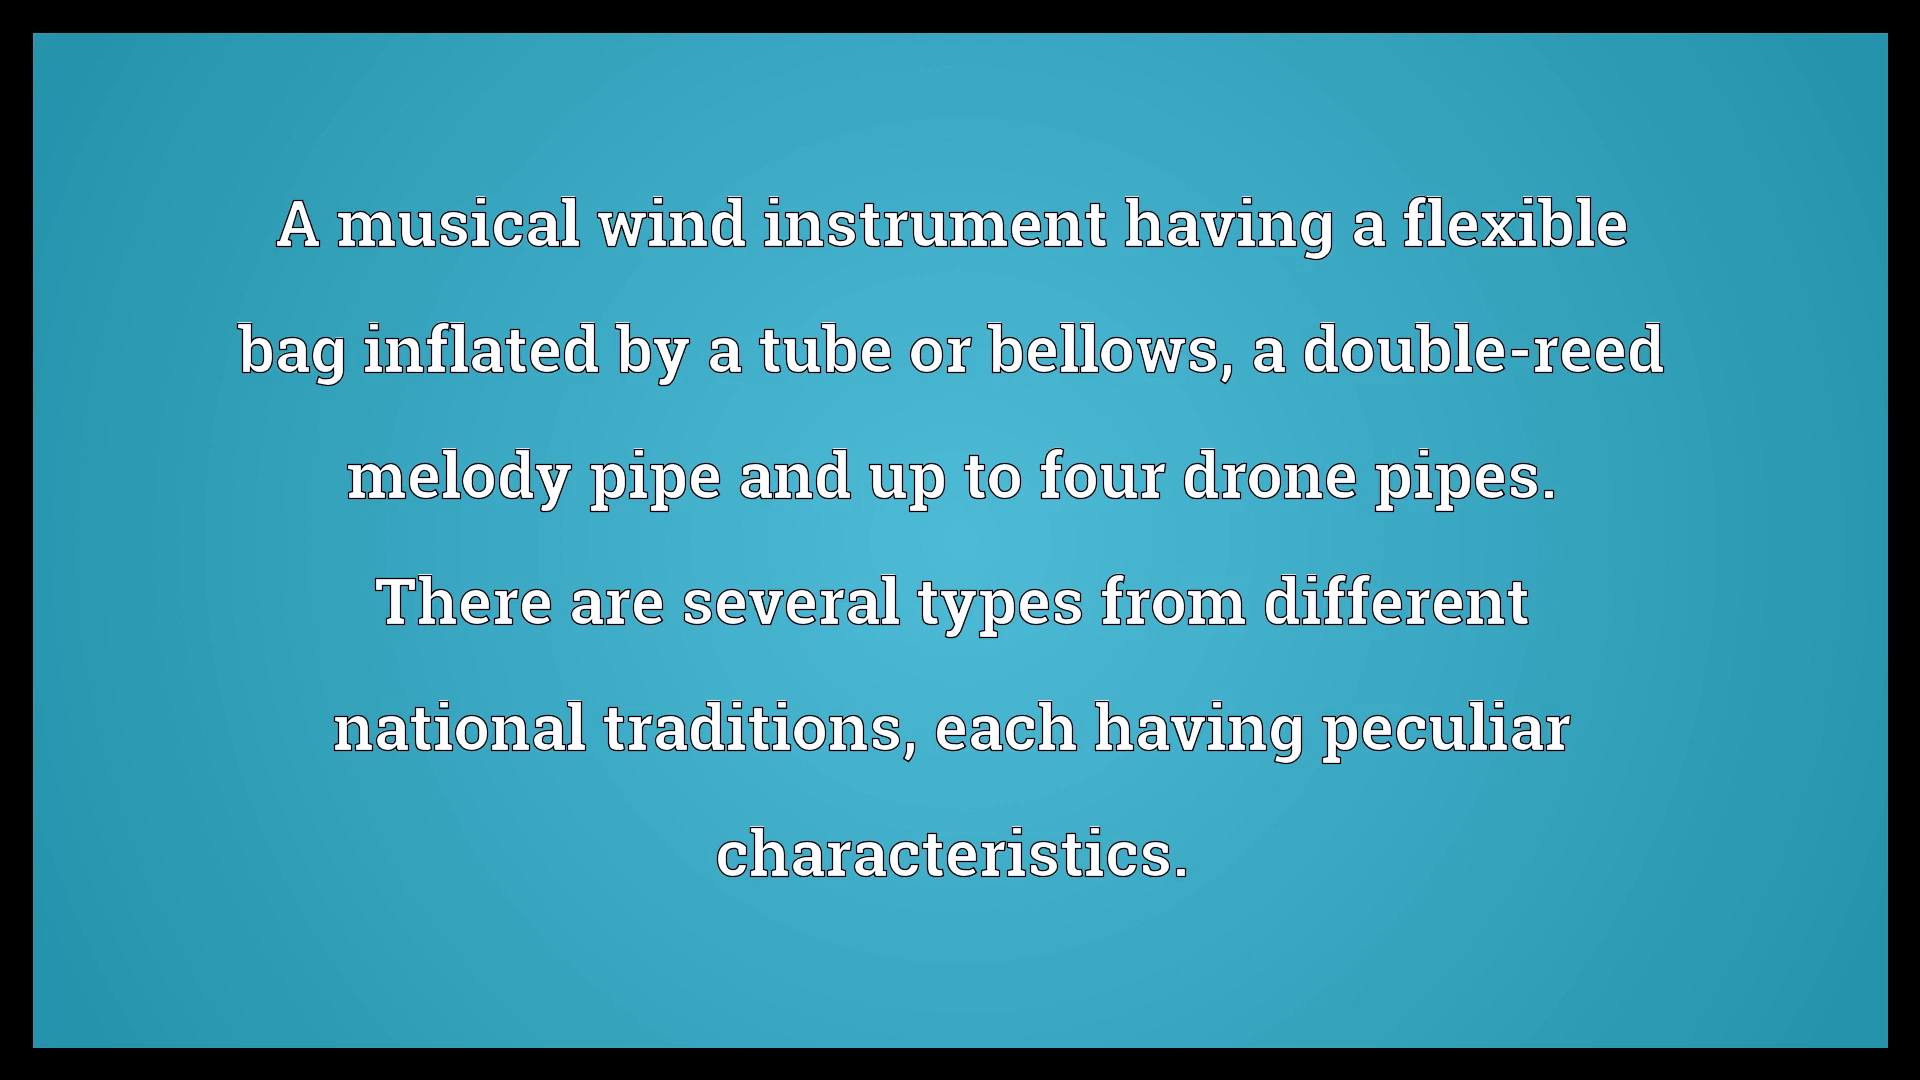 A musical wind instrument having a flexible
bag inflated by a tube or bellows, a double-reed
melody pipe and up to four drone pipes.
There are several types from different
national traditions, each having peculiar
characteristics.